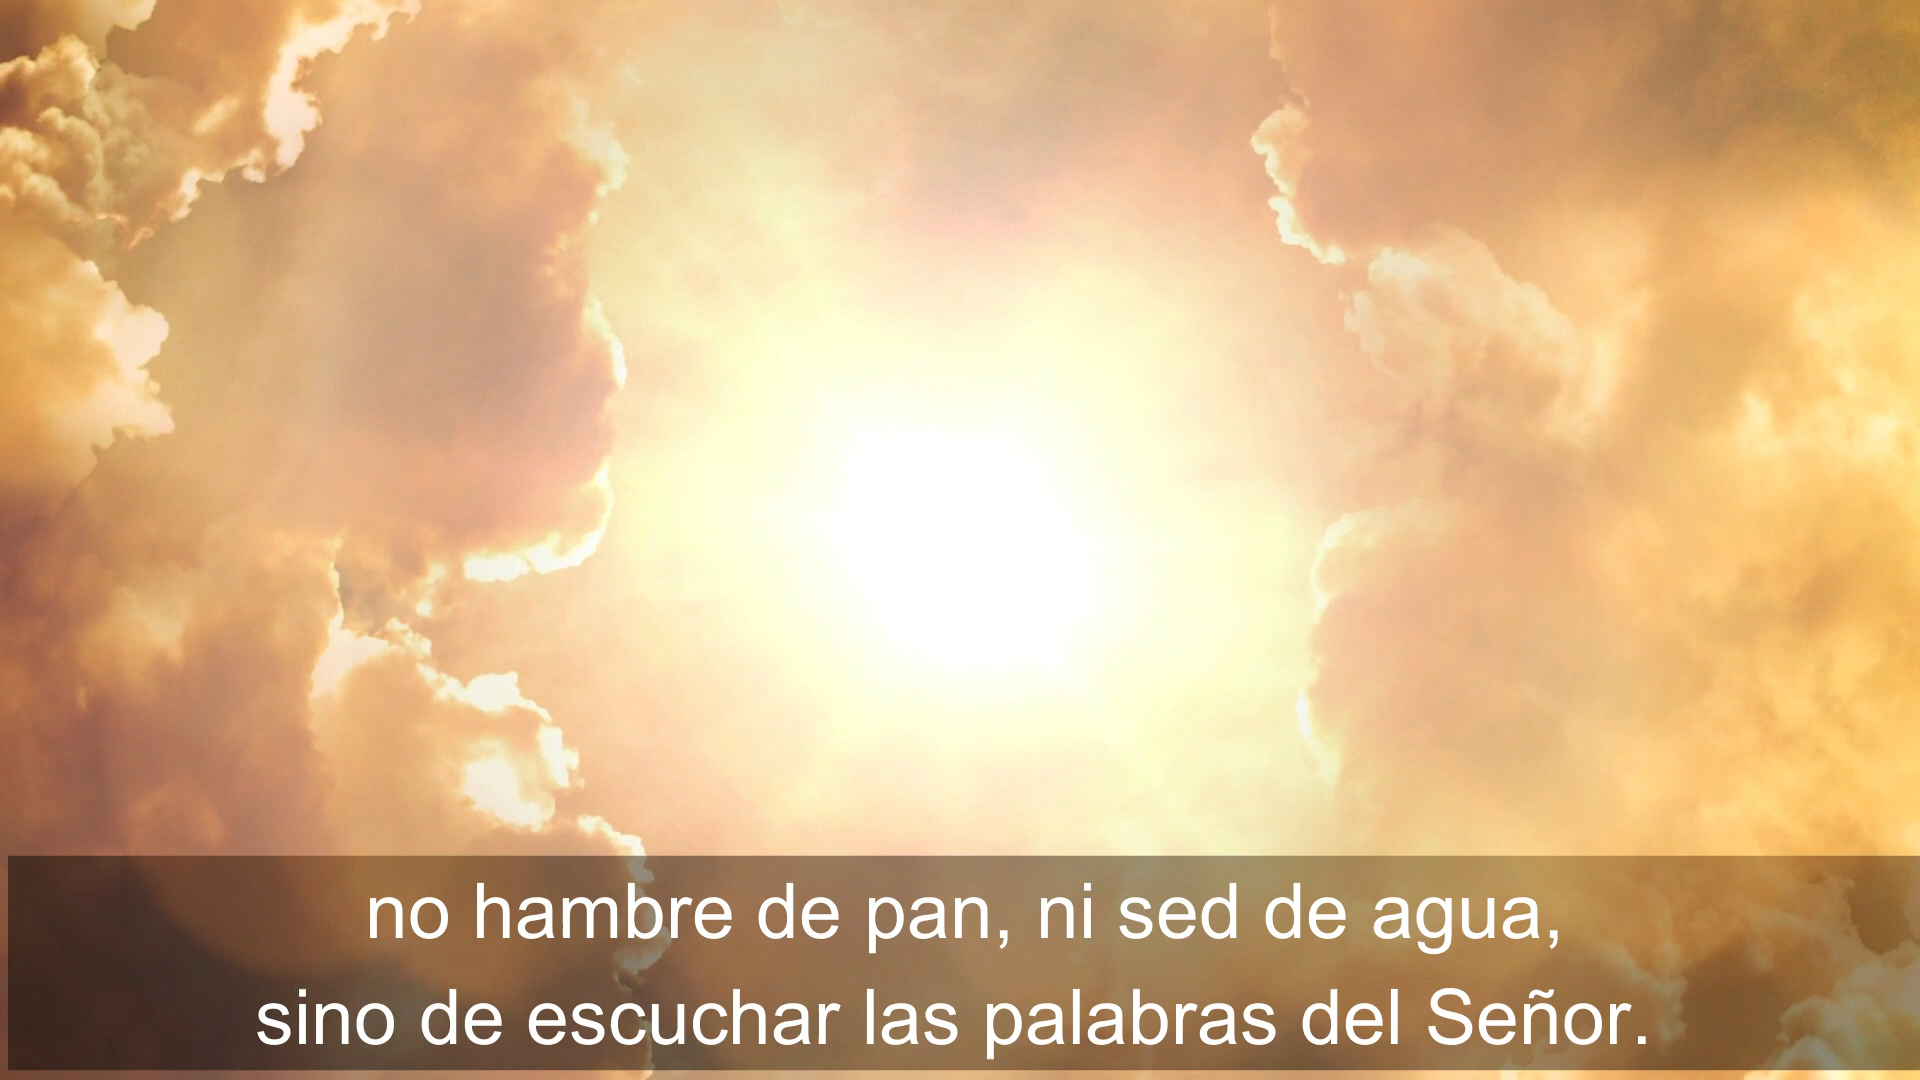 no hambre de pan, ni sed de agua,
sino de escuchar las palabras del Señor.